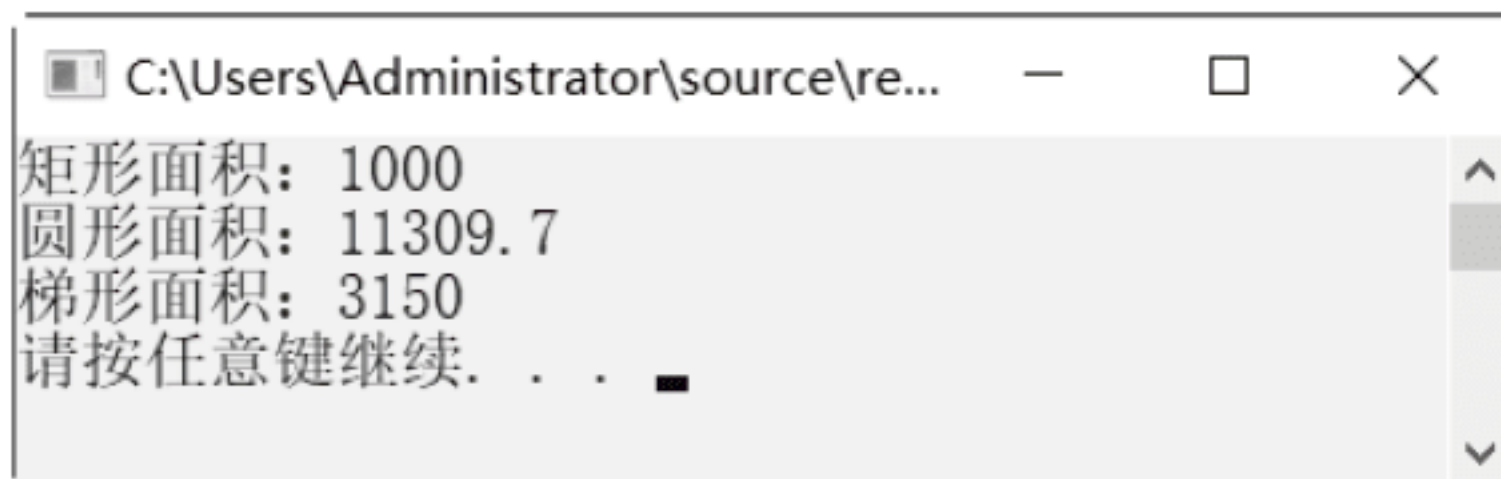 C:\Users\Administrator\source\re...
矩形面积：1000
圆形面积：11309.7
梯形面积：3150
请按任意键继续. . .